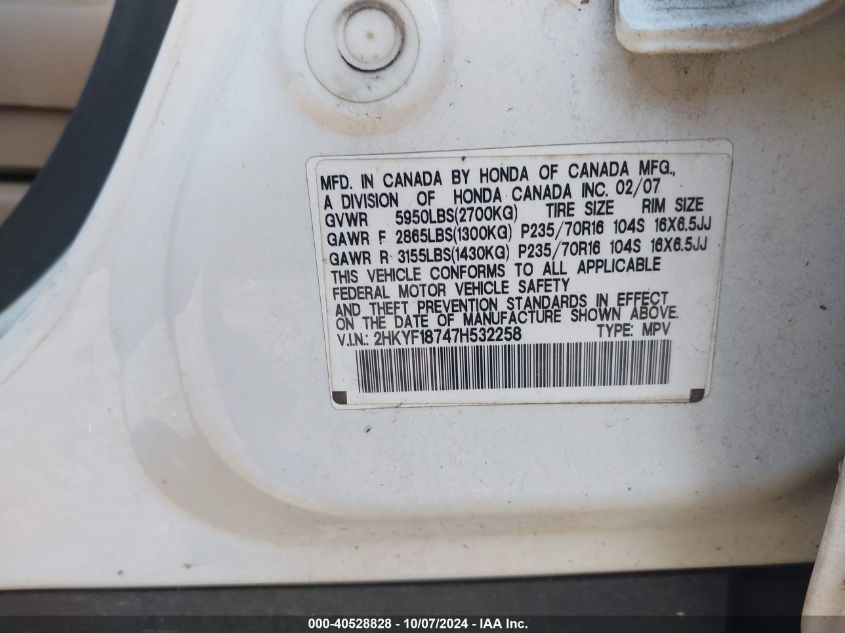 MFD. IN CANADA BY HONDA OF CANADA MFG.,
A DIVISION OF HONDA CANADA INC. 02/07
GVWR 5950LBS(2700KG) TIRE SIZE RIM SIZE
GAWR F 2865LBS(1300KG) P235/70R16 104S 16X6.5JJ
GAWR R 3155LBS(1430KG) P235/70R16 104S 16X6.5JJ
THIS VEHICLE CONFORMS TO ALL APPLICABLE
FEDERAL MOTOR VEHICLE SAFETY
AND THEFT PREVENTION STANDARDS IN EFFECT
ON THE DATE OF MANUFACTURE SHOWN ABOVE.
V.I.N.: 2HKYF18747H532258 TYPE: MPV
000-40528828 - 10/07/2024 - IAA Inc.